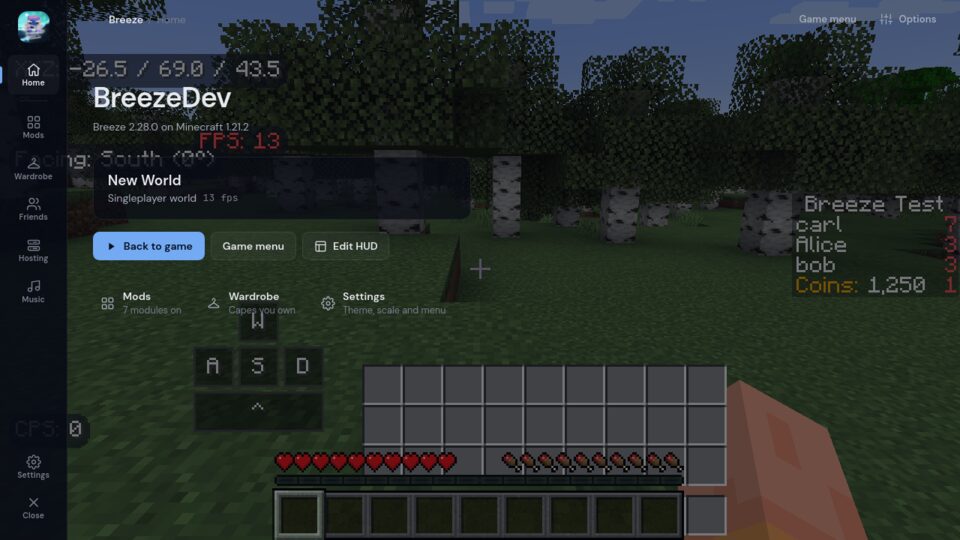 Breeze / Home
Game menu
Options
XYZ: -26.5 / 69.0 / 43.5
Home
BreezeDev
Breeze 2.28.0 on Minecraft 1.21.2
FPS: 13
Mods
Facing: South (0°)
Wardrobe
New World
Singleplayer world 13 fps
Friends
Breeze Test
carl 7
Alice 3
bob 3
Coins: 1,250 1
Hosting
Back to game
Game menu
Edit HUD
Music
Mods
7 modules on
Wardrobe
Capes you own
Settings
Theme, scale and menu
W
A S D
^
CPS: 0
Settings
Close